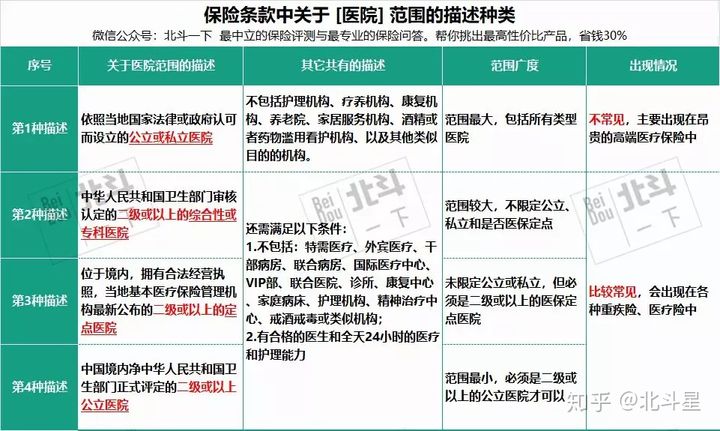 保险条款中关于 [医院] 范围的描述种类
微信公众号：北斗一下 最中立的保险评测与最专业的保险问答。帮你挑出最高性价比产品，省钱30%
序号
关于医院范围的描述
其它共有的描述
范围广度
出现情况
第1种描述
依照当地国家法律或政府认可
而设立的公立或私立医院
不包括护理机构、疗养机构、康复机
构、养老院、家居服务机构、酒精或
者药物滥用看护机构、以及其他类似
目的的机构。
范围最大，包括所有类型
医院
不常见，主要出现在昂
贵的高端医疗保险中
第2种描述
中华人民共和国卫生部门审核
认定的二级或以上的综合性或
专科医院
还需满足以下条件：
1.不包括：特需医疗、外宾医疗、干
部病房、联合病房、国际医疗中心、
VIP部、联合医院、诊所、康复中心
、家庭病床、护理机构、精神治疗中
心、戒酒戒毒或类似机构；
2.有合格的医生和全天24小时的医疗
和护理能力
范围较大，不限定公立、
私立和是否医保定点
比较常见，会出现在各
种重疾险、医疗险中
第3种描述
位于境内，拥有合法经营执
照，当地基本医疗保险管理机
构最新公布的二级或以上的定
点医院
未限定公立或私立，但必
须是二级或以上的医保定
点医院
第4种描述
中国境内净中华人民共和国卫
生部门正式评定的二级或以上
公立医院
范围最小，必须是二级或
以上的公立医院才可以
Bei
Dou
北斗
一下
Bei
Dou
北斗
一下
Bei
Dou
北斗
一下
知乎 @北斗星